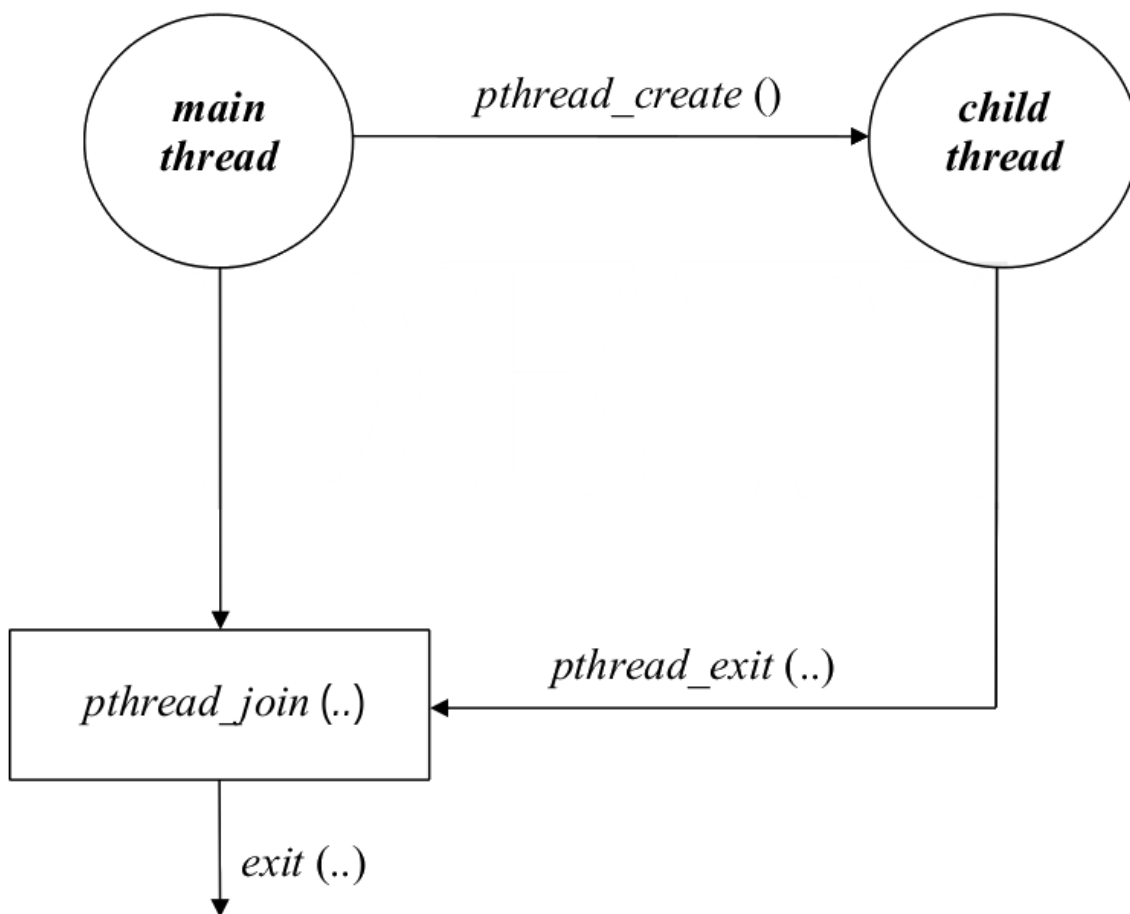 main
thread
pthread_create ()
child
thread
pthread_exit (..)
pthread_join (..)
exit (..)